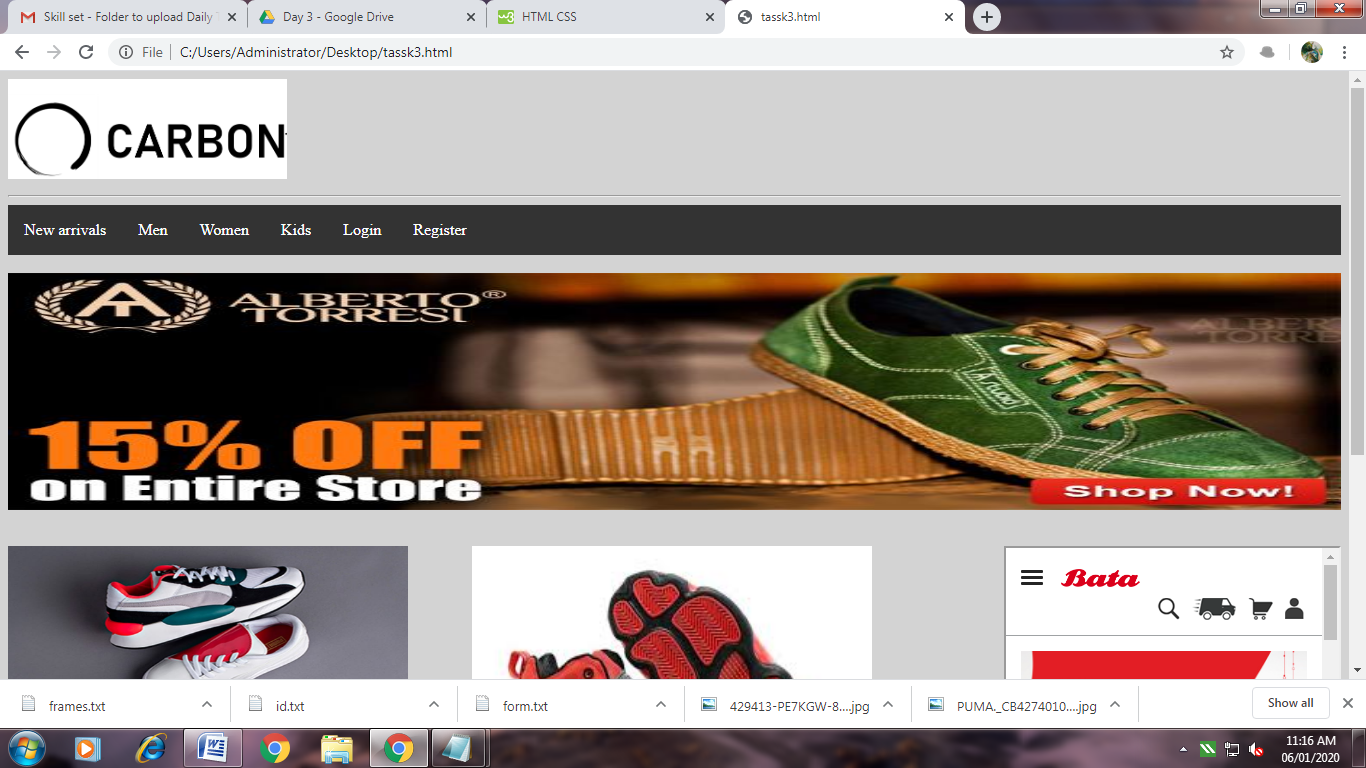 Skill set - Folder to upload Daily
Day 3 - Google Drive
HTML CSS
tassk3.html
File
C:/Users/Administrator/Desktop/tassk3.html
CARBON
New arrivals
Men
Women
Kids
Login
Register
AT
ALBERTO
TORRESI®
15% OFF
on Entire Store
Shop Now!
Bata
frames.txt
id.txt
form.txt
429413-PE7KGW-8....jpg
PUMA._CB4274010....jpg
Show all
11:16 AM
06/01/2020